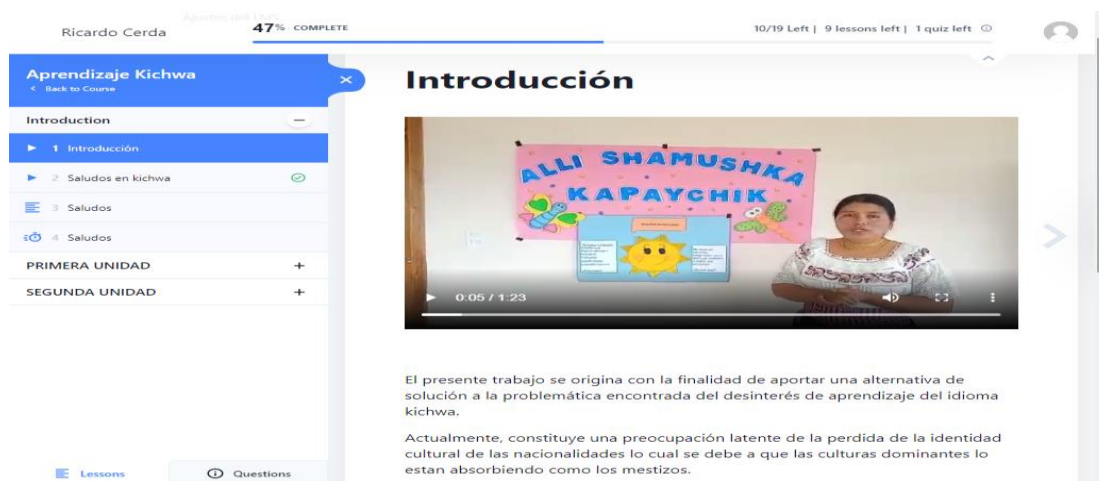 Ricardo Cerda
Ajustes del LMS
47% COMPLETE
10/19 Left | 9 lessons left | 1 quiz left
Aprendizaje Kichwa
< Back to Course
Introduction
1 Introducción
2 Saludos en kichwa
3 Saludos
4 Saludos
PRIMERA UNIDAD
SEGUNDA UNIDAD
Lessons
Questions
Introducción
ALLI SHAMUSHKA
KAPAYCHIK
0:05 / 1:23
El presente trabajo se origina con la finalidad de aportar una alternativa de
solución a la problemática encontrada del desinterés de aprendizaje del idioma
kichwa.
Actualmente, constituye una preocupación latente de la perdida de la identidad
cultural de las nacionalidades lo cual se debe a que las culturas dominantes lo
estan absorbiendo como los mestizos.